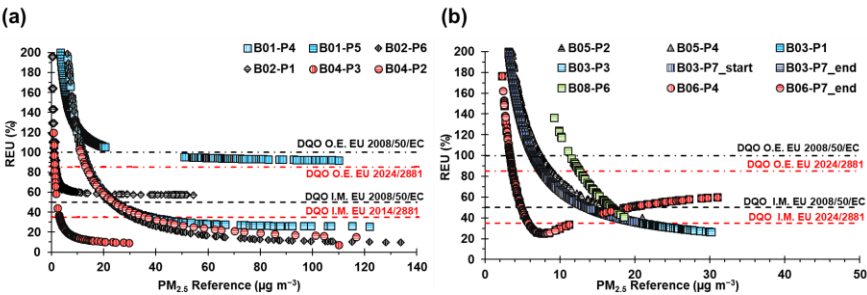 (a)
REU (%)
200
180
160
140
120
100
80
60
40
20
0
B01-P4 B01-P5 B02-P6
B02-P1 B04-P3 B04-P2
DQO O.E. EU 2008/50/EC
DQO O.E. EU 2024/2881
DQO I.M. EU 2008/50/EC
DQO I.M. EU 2014/2881
0 20 40 60 80 100 120 140
PM2.5 Reference (µg m−3)
(b)
REU (%)
200
180
160
140
120
100
80
60
40
20
0
B05-P2 B05-P4 B03-P1
B03-P3 B03-P7_start B03-P7_end
B08-P6 B06-P4 B06-P7_end
DQO O.E. EU 2008/50/EC
DQO O.E. EU 2024/2881
DQO I.M. EU 2008/50/EC
DQO I.M. EU 2024/2881
0 10 20 30 40 50
PM2.5 Reference (µg m−3)